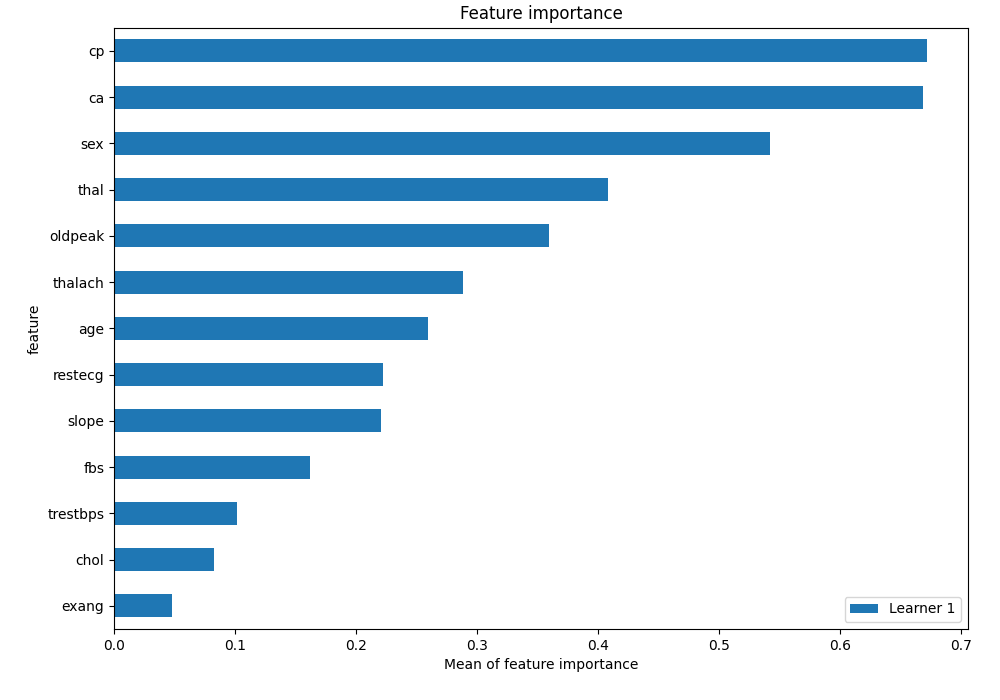 Feature importance
cp
ca
sex
thal
oldpeak
thalach
age
restecg
slope
fbs
trestbps
chol
exang
feature
Learner 1
0.0 0.1 0.2 0.3 0.4 0.5 0.6 0.7
Mean of feature importance